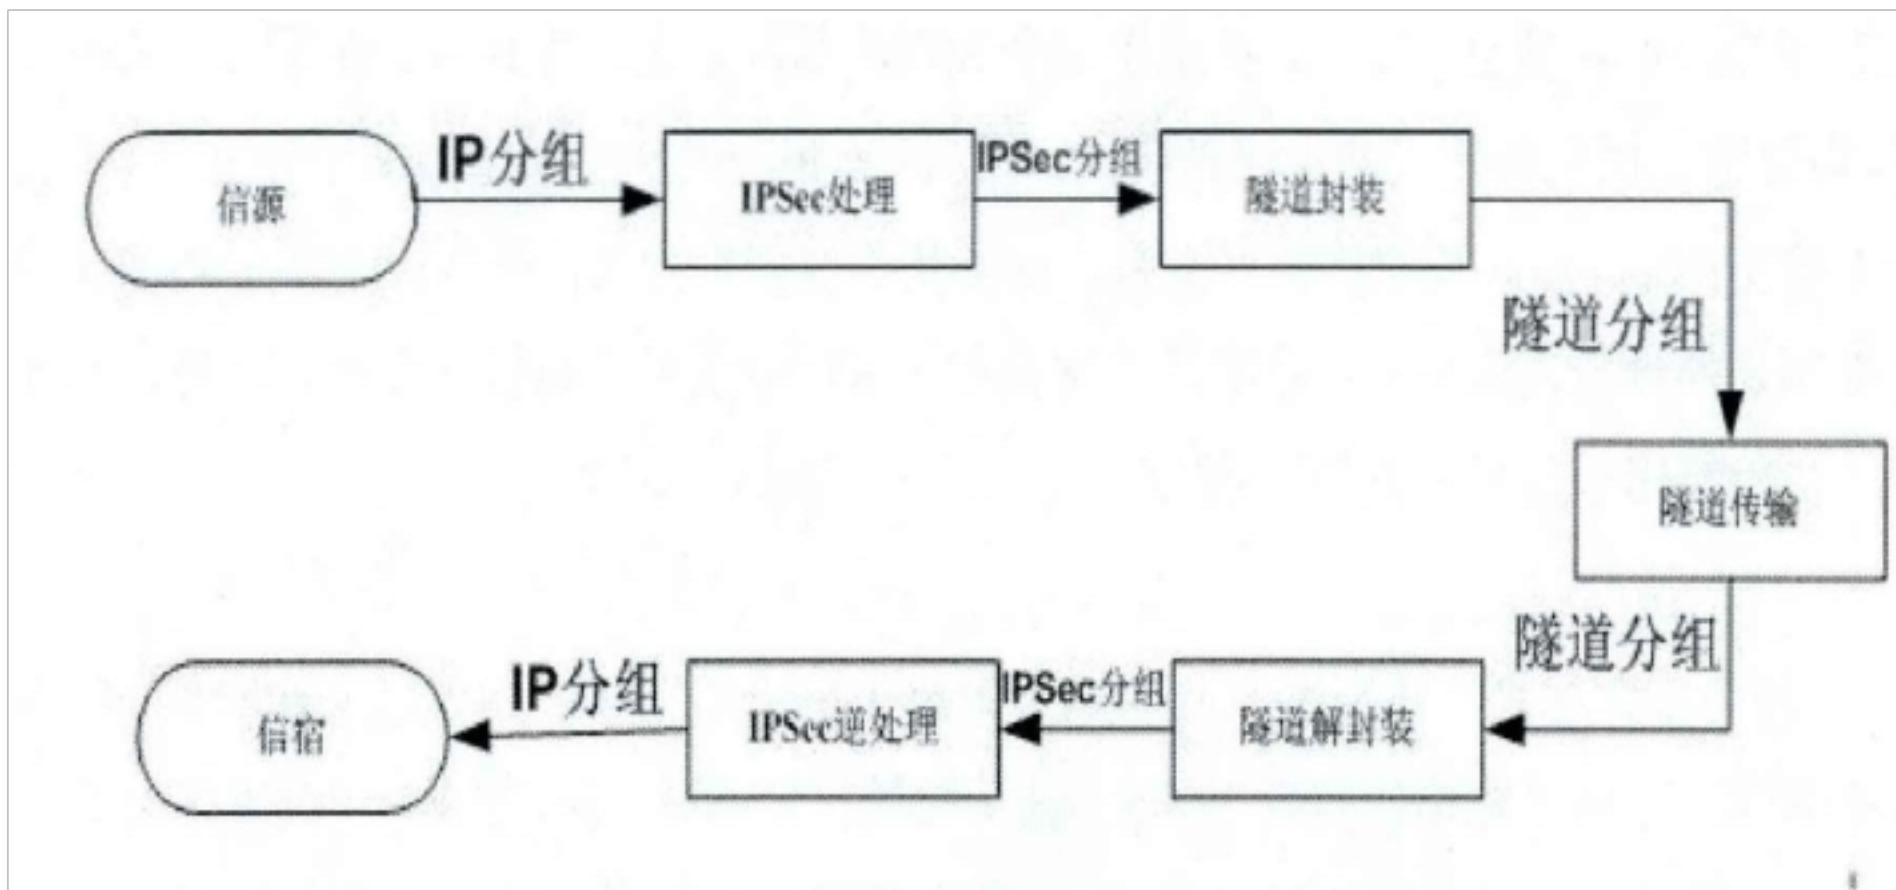 信源
IP分组
IPSec处理
IPSec分组
隧道封装
隧道分组
隧道传输
隧道分组
隧道解封装
IPSec分组
IPSec逆处理
IP分组
信宿